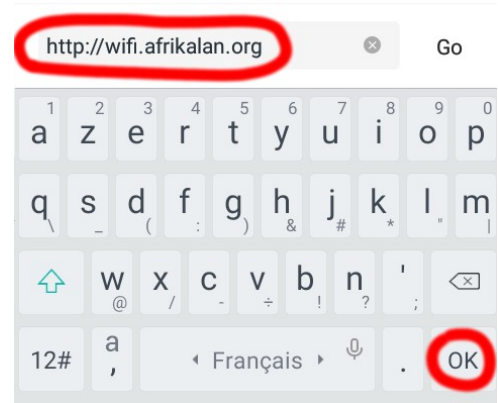 http://wifi.afrikalan.org Go
1 2 3 4 5 6 7 8 9 0
a z e r t y u i o p
q s d f g h j k l m
\ _ ( : ) & # * " |
w x c v b n '
@ / - ÷ ! ? ;
12# a , Français . OK